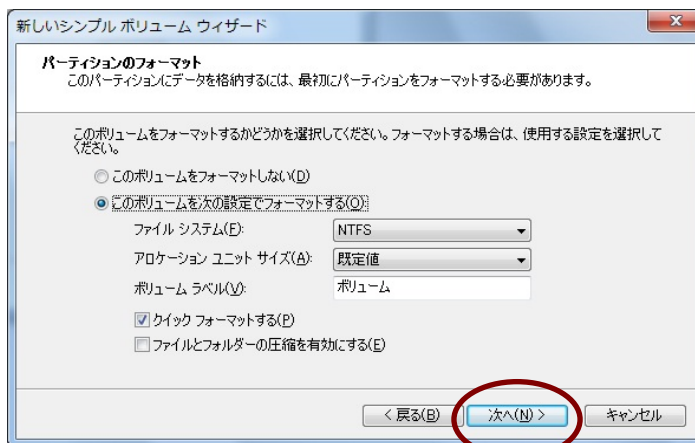 新しいシンプル ボリューム ウィザード
パーティションのフォーマット
このパーティションにデータを格納するには、最初にパーティションをフォーマットする必要があります。
このボリュームをフォーマットするかどうかを選択してください。フォーマットする場合は、使用する設定を選択して
ください。
このボリュームをフォーマットしない(D)
このボリュームを次の設定でフォーマットする(O):
ファイル システム(F): NTFS
アロケーション ユニット サイズ(A): 既定値
ボリューム ラベル(V): ボリューム
クイック フォーマットする(P)
ファイルとフォルダーの圧縮を有効にする(E)
< 戻る(B) 次へ(N) > キャンセル